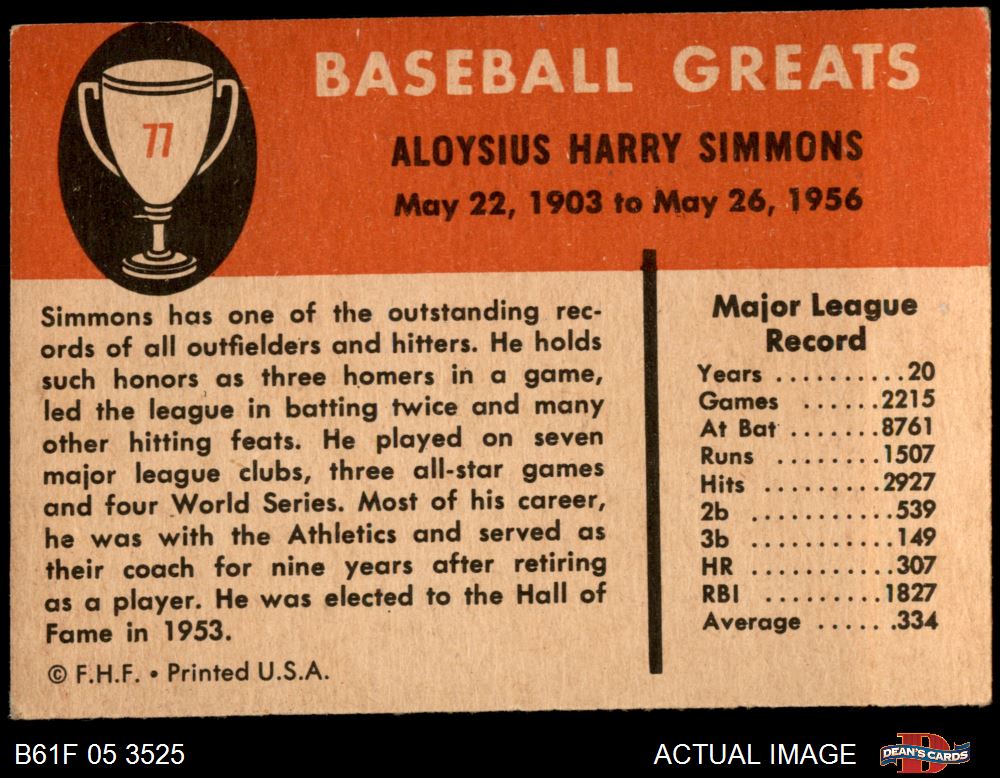 77
BASEBALL GREATS
ALOYSIUS HARRY SIMMONS
May 22, 1903 to May 26, 1956
Simmons has one of the outstanding rec-
ords of all outfielders and hitters. He holds
such honors as three homers in a game,
led the league in batting twice and many
other hitting feats. He played on seven
major league clubs, three all-star games
and four World Series. Most of his career,
he was with the Athletics and served as
their coach for nine years after retiring
as a player. He was elected to the Hall of
Fame in 1953.
© F.H.F. • Printed U.S.A.
Major League
Record
Years ..........20
Games ......2215
At Bat .......8761
Runs ........1507
Hits .........2927
2b ...........539
3b ...........149
HR ...........307
RBI .........1827
Average .......334
B61F 05 3525
ACTUAL IMAGE
D
DEAN'S CARDS